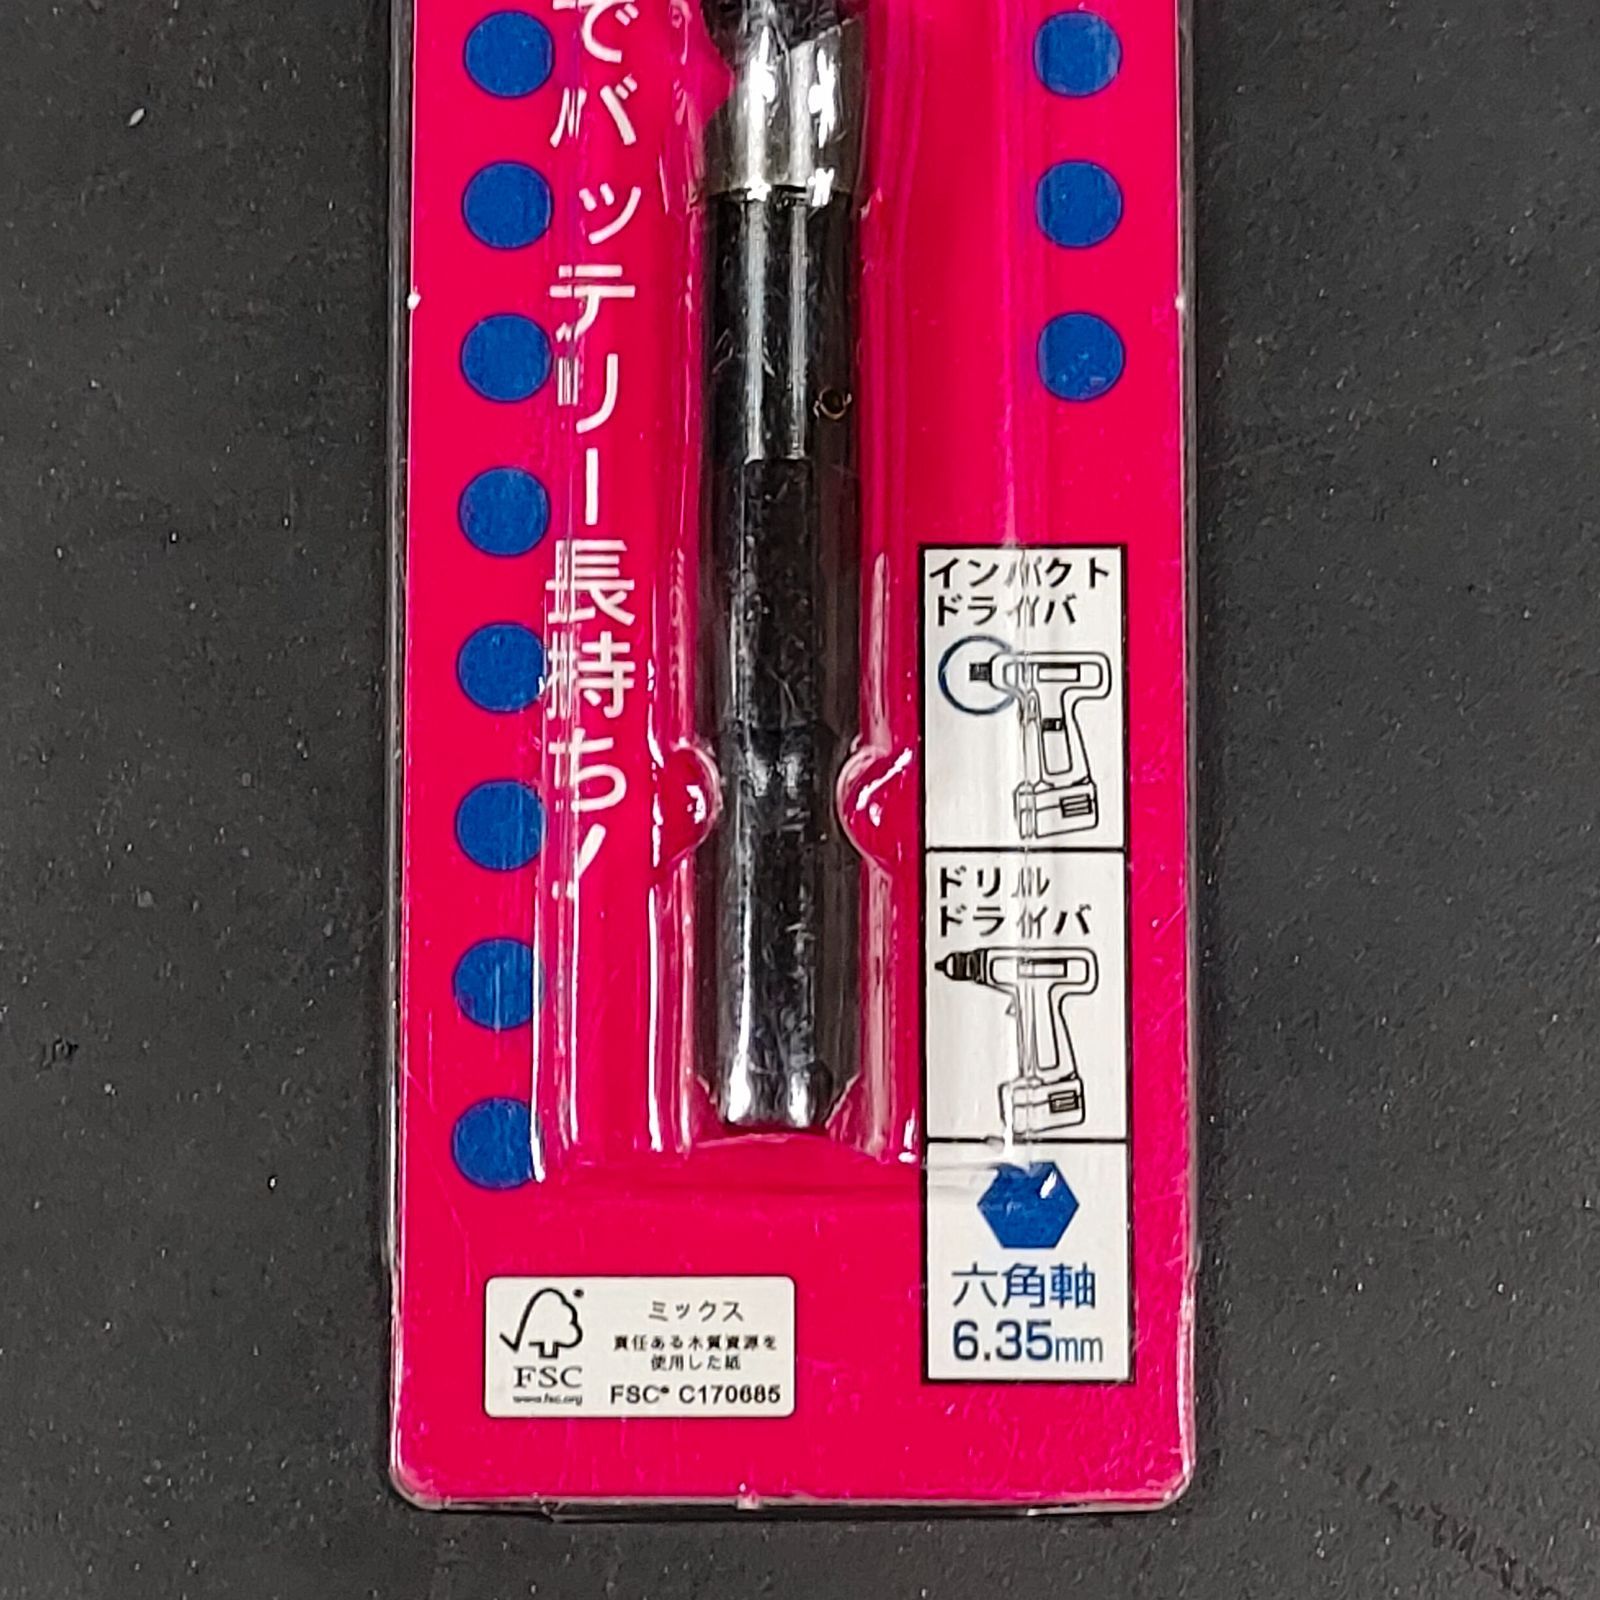 でバッテリー長持ち!
インパクト
ドライバ
ドリル
ドライバ
六角軸
6.35mm
FSC
www.fsc.org
ミックス
責任ある木質資源を
使用した紙
FSC® C170685